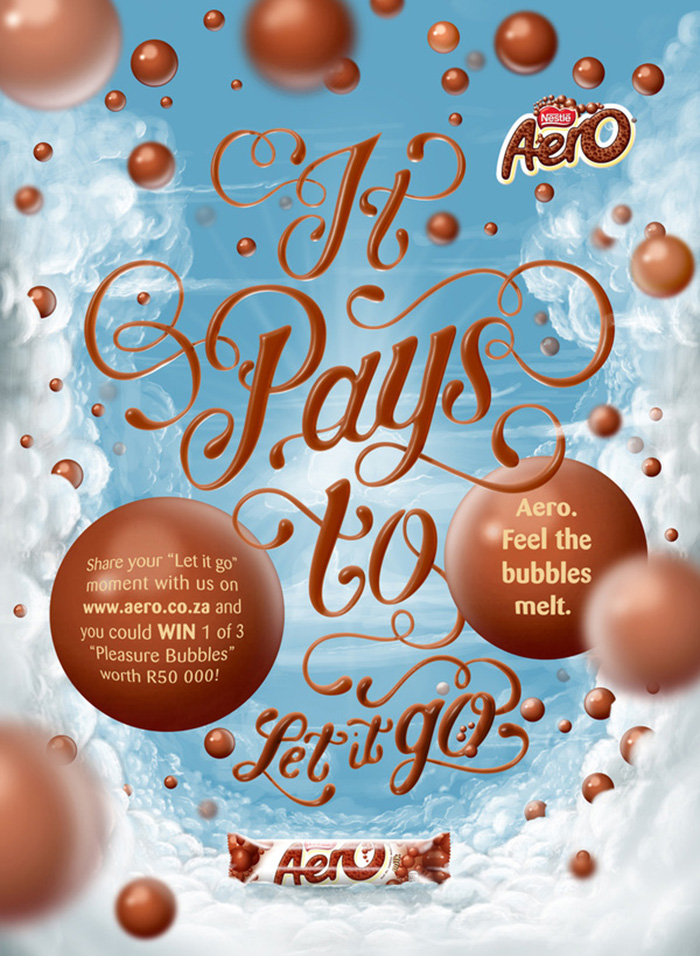 Nestlé
Aero
It
Pays
to
Let it go
Share your "Let it go"
moment with us on
www.aero.co.za and
you could WIN 1 of 3
"Pleasure Bubbles"
worth R50 000!
Aero.
Feel the
bubbles
melt.
Aero